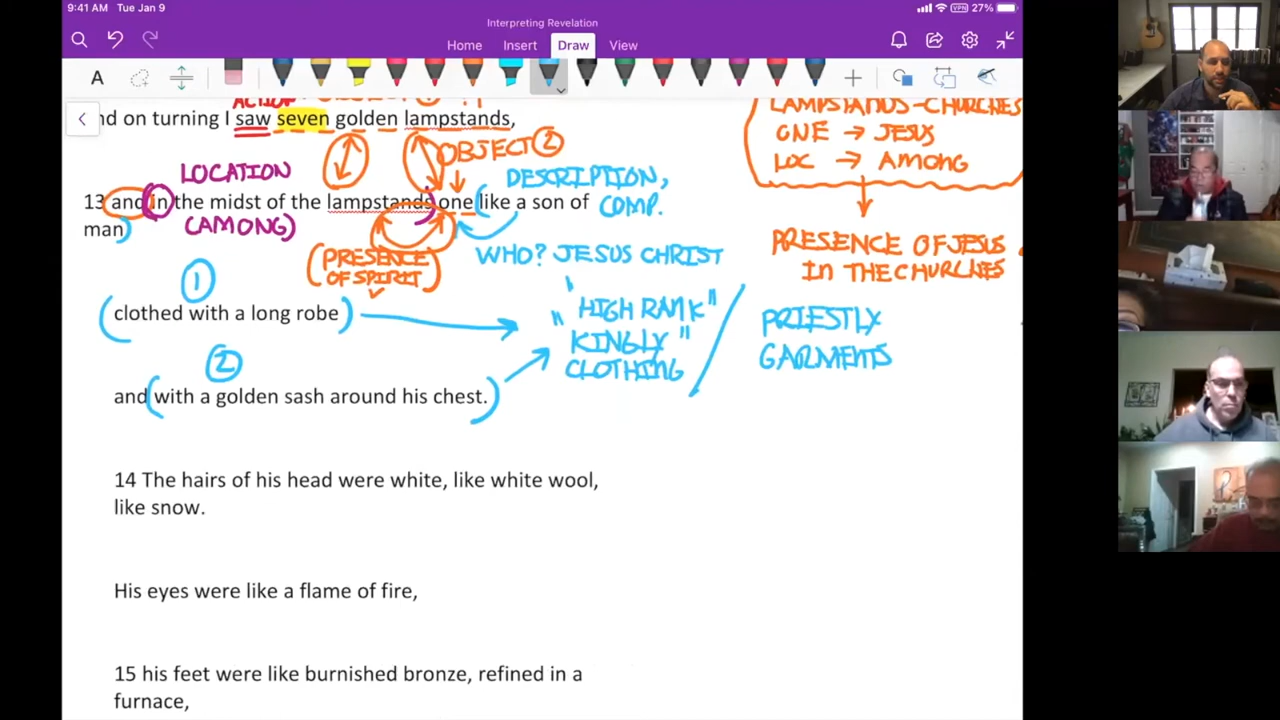 9:41 AM Tue Jan 9
VPN 27%
Interpreting Revelation
Home Insert Draw View
A
ACTION
nd on turning I saw seven golden lampstands,
LAMPSTANDS - CHURCHES
ONE → JESUS
LOC → AMONG
OBJECT ②
LOCATION
DESCRIPTION,
COMP.
13 and in the midst of the lampstands one like a son of
man
(AMONG)
(PRESENCE
OF SPIRIT)
WHO? JESUS CHRIST
PRESENCE OF JESUS
IN THE CHURCHES
①
(clothed with a long robe)
"HIGH RANK"
KINGLY"
CLOTHING
PRIESTLY
GARMENTS
②
and (with a golden sash around his chest.)
14 The hairs of his head were white, like white wool,
like snow.
His eyes were like a flame of fire,
15 his feet were like burnished bronze, refined in a
furnace,